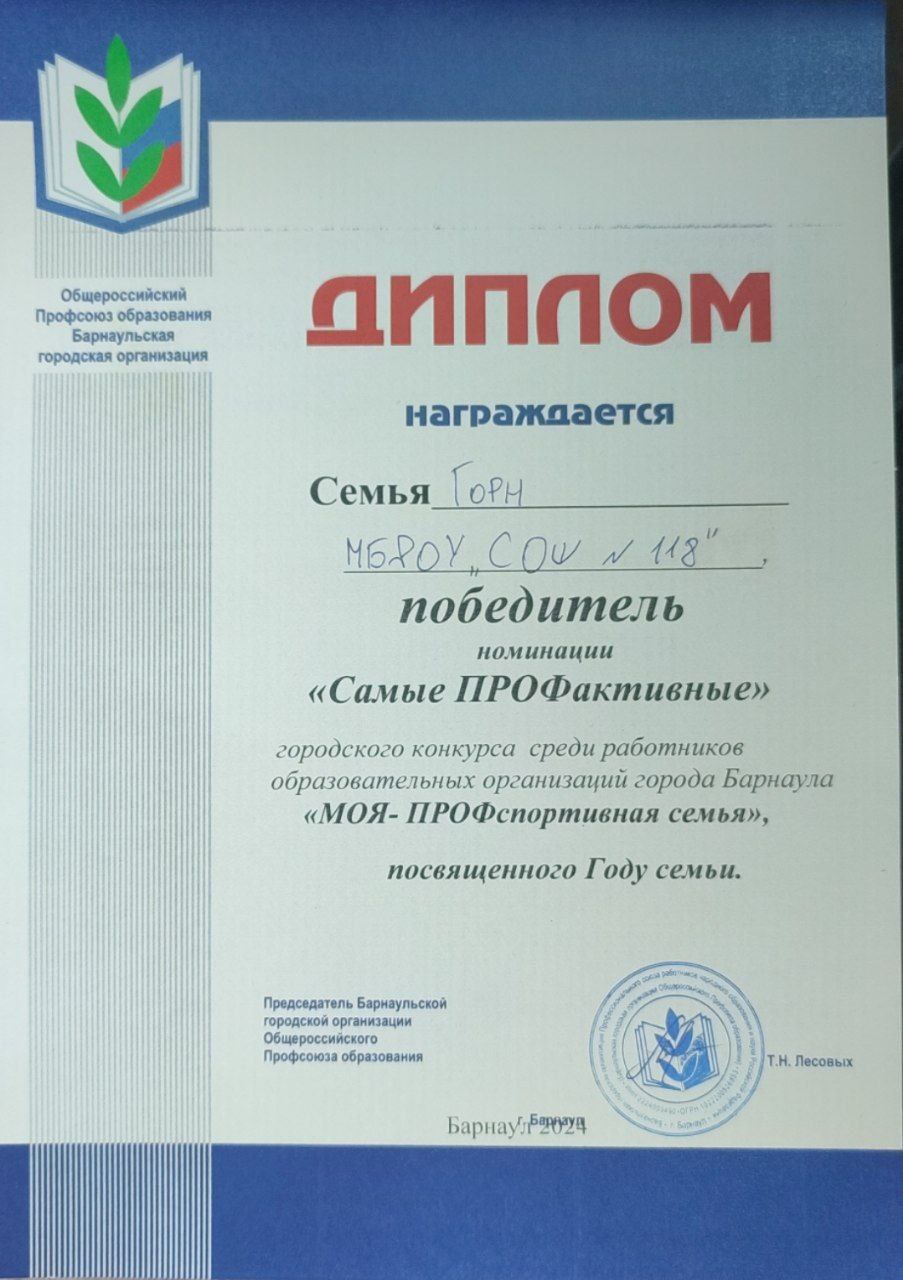 Общероссийский
Профсоюз образования
Барнаульская
городская организация
ДИПЛОМ
награждается
Семья Горн
МБОУ „СОШ № 118",
победитель
номинации
«Самые ПРОФактивные»
городского конкурса среди работников
образовательных организаций города Барнаула
«МОЯ- ПРОФспортивная семья»,
посвященного Году семьи.
Председатель Барнаульской
городской организации
Общероссийского
Профсоюза образования
Т.Н. Лесовых
г. Барнаул
Барнаул 2024